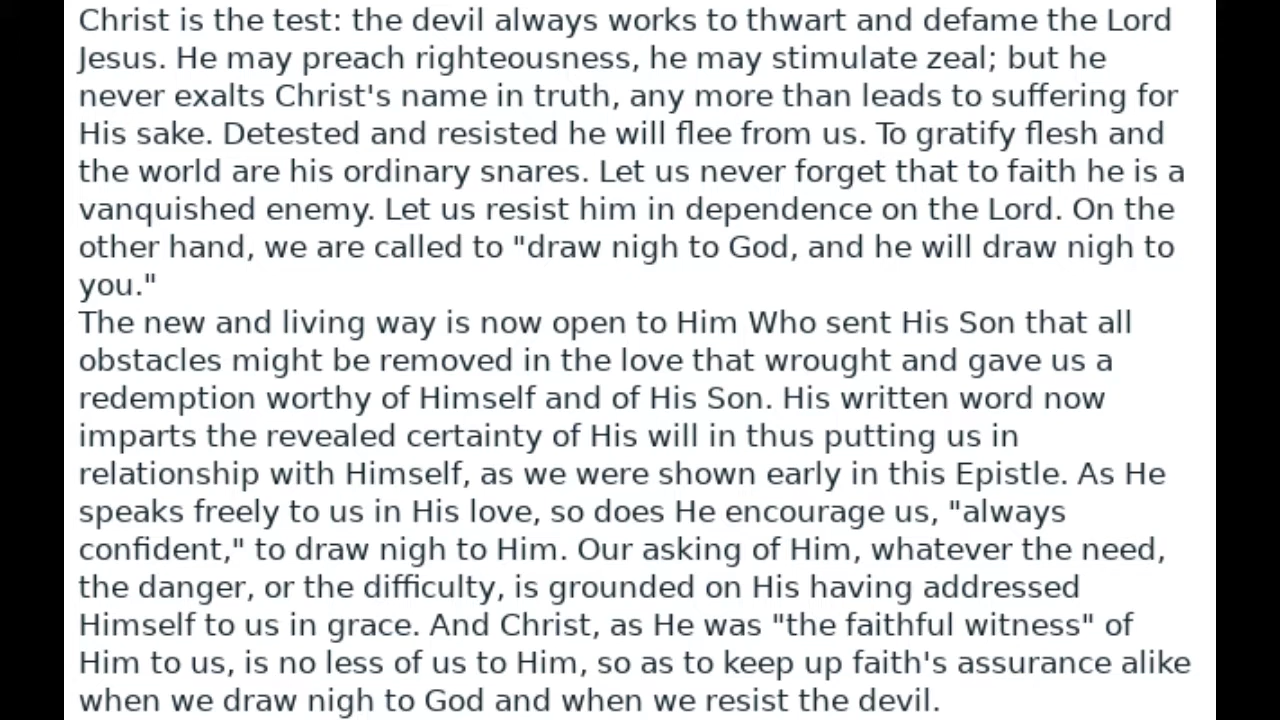 Christ is the test: the devil always works to thwart and defame the Lord
Jesus. He may preach righteousness, he may stimulate zeal; but he
never exalts Christ's name in truth, any more than leads to suffering for
His sake. Detested and resisted he will flee from us. To gratify flesh and
the world are his ordinary snares. Let us never forget that to faith he is a
vanquished enemy. Let us resist him in dependence on the Lord. On the
other hand, we are called to "draw nigh to God, and he will draw nigh to
you."
The new and living way is now open to Him Who sent His Son that all
obstacles might be removed in the love that wrought and gave us a
redemption worthy of Himself and of His Son. His written word now
imparts the revealed certainty of His will in thus putting us in
relationship with Himself, as we were shown early in this Epistle. As He
speaks freely to us in His love, so does He encourage us, "always
confident," to draw nigh to Him. Our asking of Him, whatever the need,
the danger, or the difficulty, is grounded on His having addressed
Himself to us in grace. And Christ, as He was "the faithful witness" of
Him to us, is no less of us to Him, so as to keep up faith's assurance alike
when we draw nigh to God and when we resist the devil.